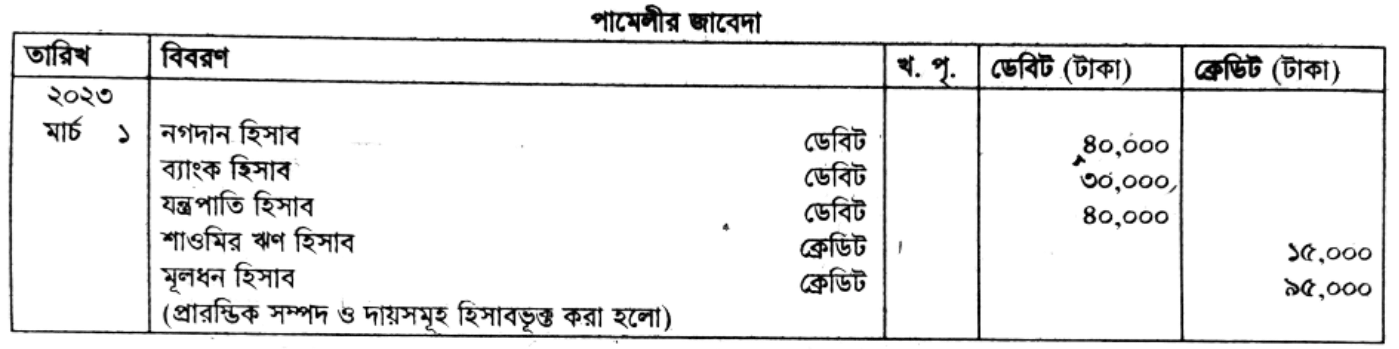 পামেলীর জাবেদা
তারিখ বিবরণ খ. পৃ. ডেবিট (টাকা) ক্রেডিট (টাকা)
২০২৩
মার্চ ১ নগদান হিসাব ডেবিট ৪০,০০০
ব্যাংক হিসাব ডেবিট ৩০,০০০
যন্ত্রপাতি হিসাব ডেবিট ৪০,০০০
শাওমির ঋণ হিসাব ক্রেডিট ১৫,০০০
মূলধন হিসাব ক্রেডিট ৯৫,০০০
(প্রারম্ভিক সম্পদ ও দায়সমূহ হিসাবভূক্ত করা হলো)